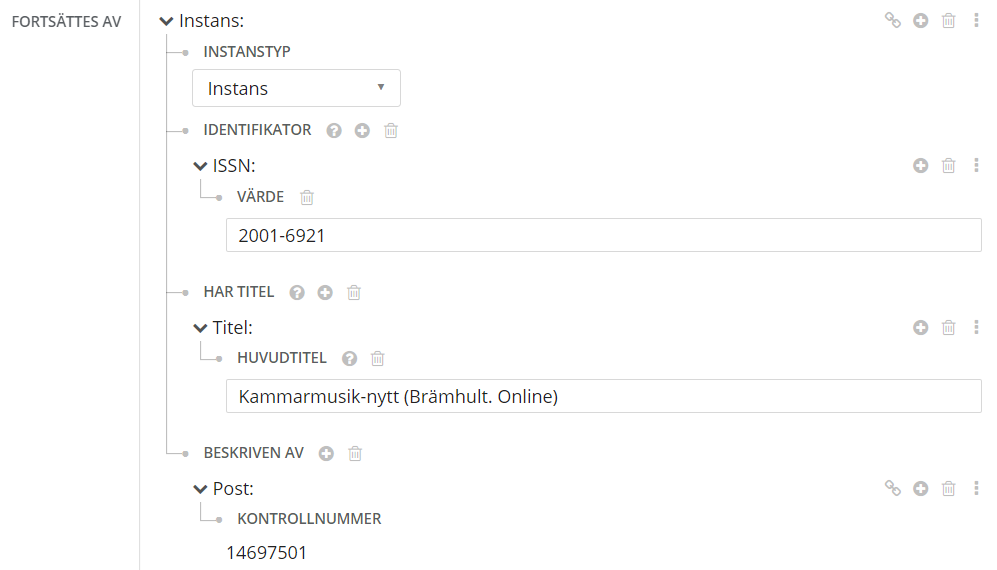 FORTSÄTTES AV
Instans:
INSTANSTYP
Instans
IDENTIFIKATOR
ISSN:
VÄRDE
2001-6921
HAR TITEL
Titel:
HUVUDTITEL
Kammarmusik-nytt (Brämhult. Online)
BESKRIVEN AV
Post:
KONTROLLNUMMER
14697501